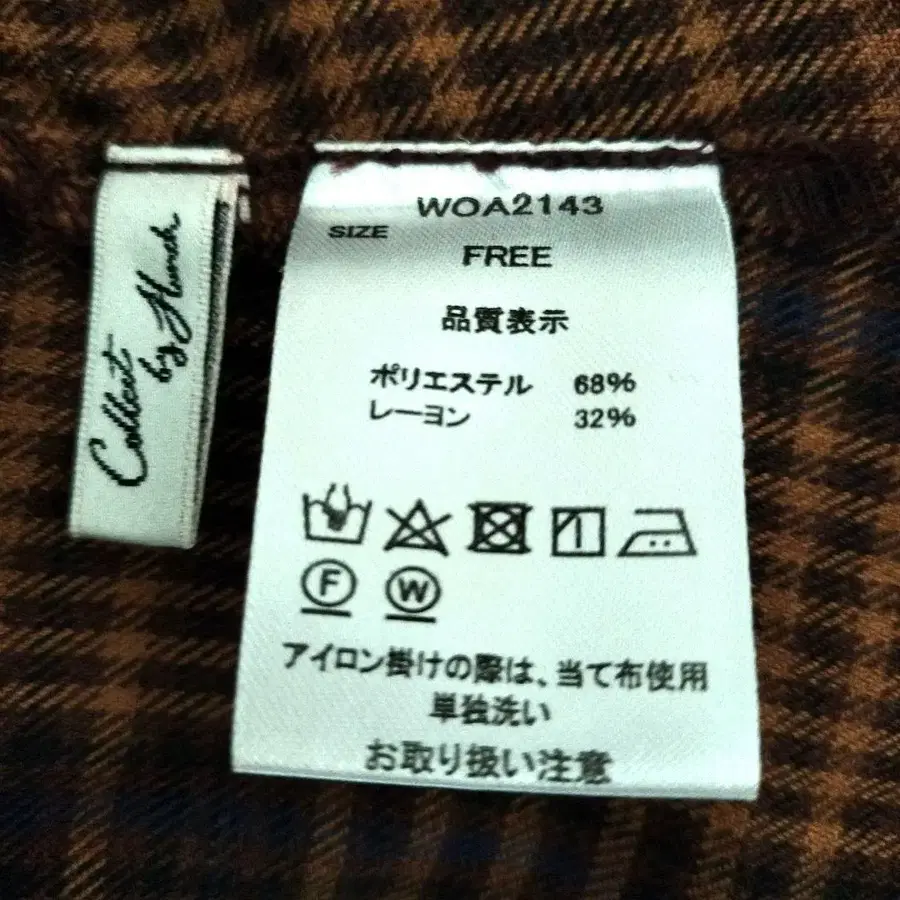 Collect
by Hunch
WOA2143
SIZE
FREE
品質表示
ポリエステル 68%
レーヨン 32%
F W
アイロン掛けの際は、当て布使用
単独洗い
お取り扱い注意